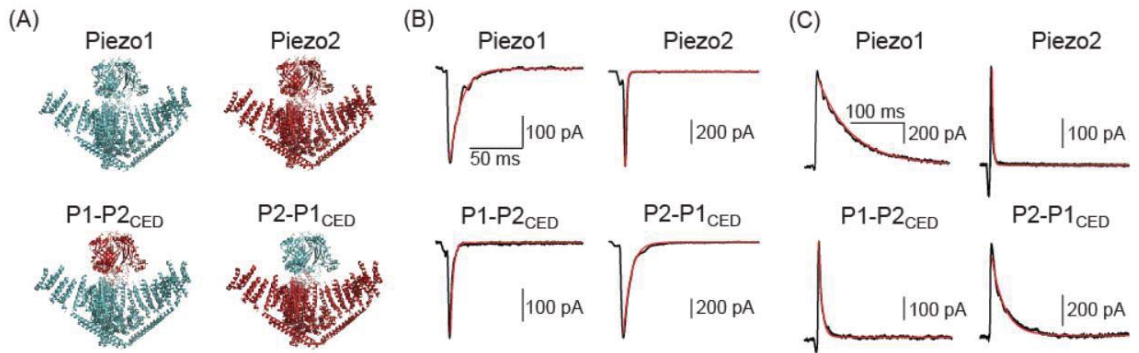 (A)
Piezo1 Piezo2
P1-P2CED P2-P1CED
(B)
Piezo1 Piezo2
50 ms
100 pA
200 pA
P1-P2CED P2-P1CED
100 pA
200 pA
(C)
Piezo1 Piezo2
100 ms
200 pA
100 pA
P1-P2CED P2-P1CED
100 pA
200 pA